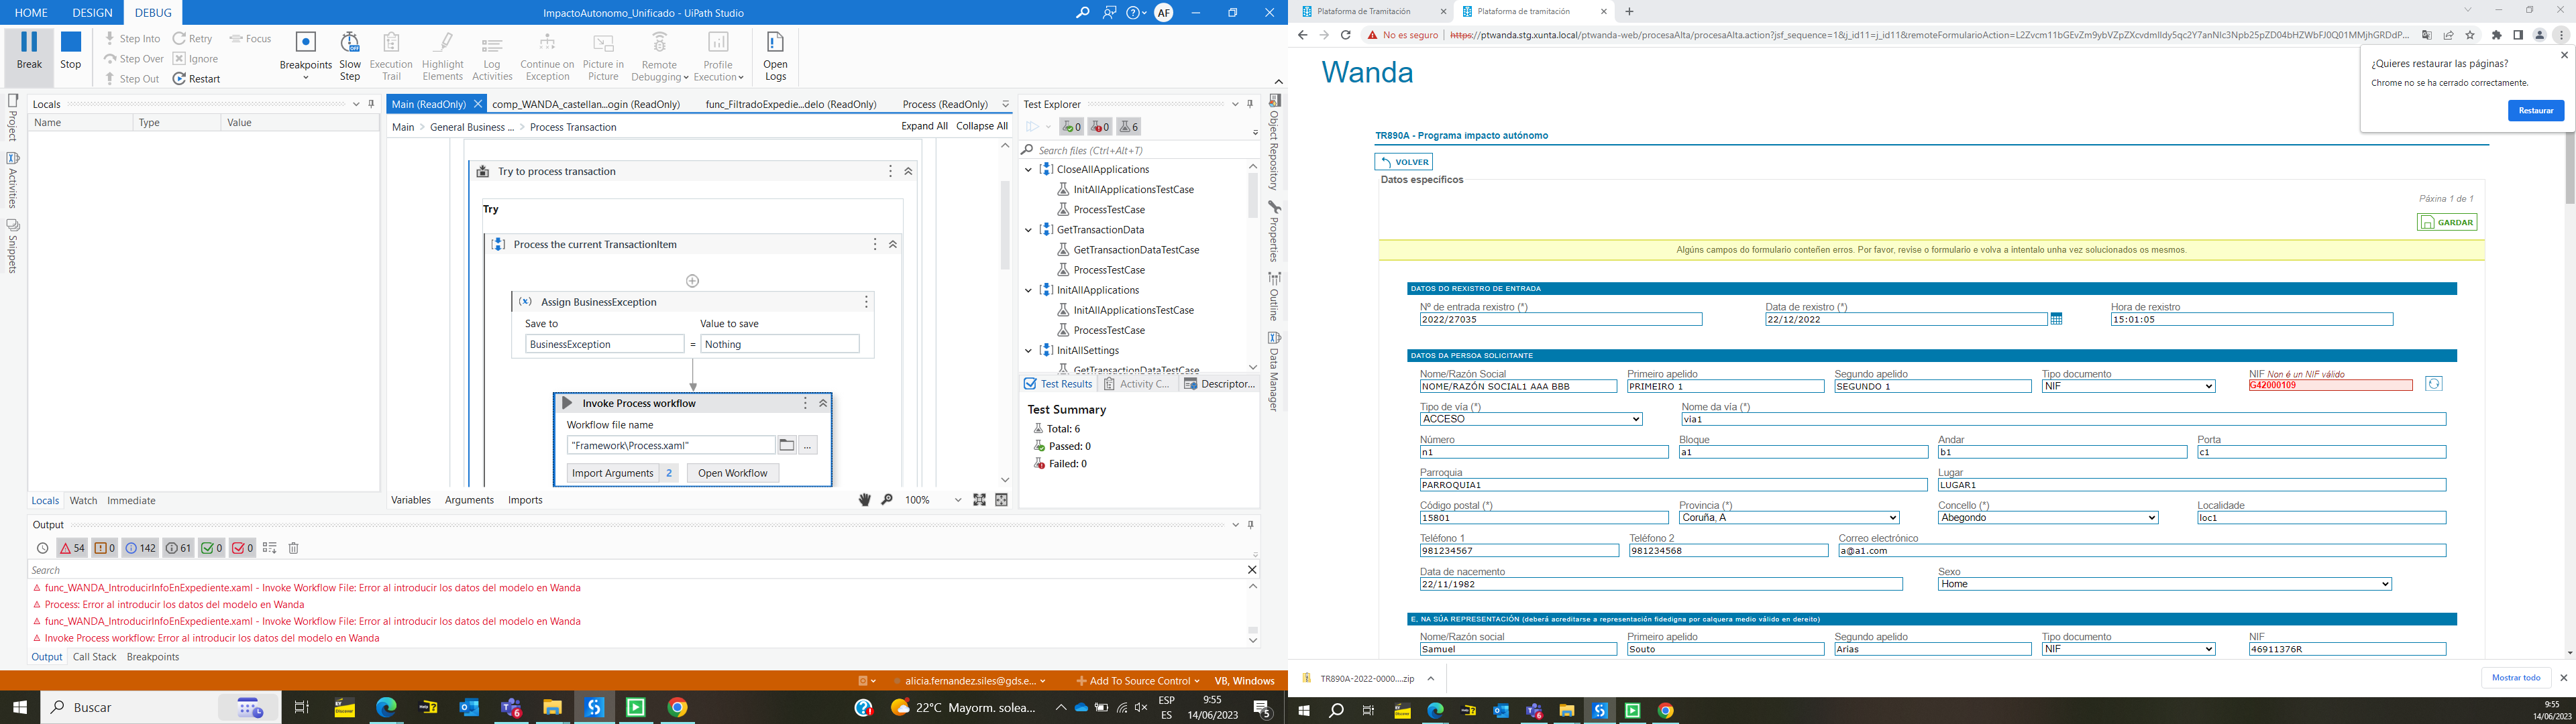 HOME DESIGN DEBUG ImpactoAutonomo_Unificado - UiPath Studio AF
Break Stop Step Into Step Over Step Out Retry Ignore Restart Focus Breakpoints Slow Step Execution Trail Highlight Elements Log Activities Continue on Exception Picture in Picture Remote Debugging Profile Execution Open Logs
Locals
Name Type Value
Locals Watch Immediate
Project
Activities
Snippets
Main (ReadOnly) comp_WANDA_castellan...ogin (ReadOnly) func_FiltradoExpedie...delo (ReadOnly) Process (ReadOnly)
Main > General Business ... > Process Transaction Expand All Collapse All
Try to process transaction
Try
Process the current TransactionItem
Assign BusinessException
Save to Value to save
BusinessException = Nothing
Invoke Process workflow
Workflow file name
"Framework\Process.xaml" ...
Import Arguments 2 Open Workflow
Variables Arguments Imports 100%
Test Explorer
0 0 6
Search files (Ctrl+Alt+T)
CloseAllApplications
InitAllApplicationsTestCase
ProcessTestCase
GetTransactionData
GetTransactionDataTestCase
ProcessTestCase
InitAllApplications
InitAllApplicationsTestCase
ProcessTestCase
InitAllSettings
GetTransactionDataTestCase
Test Results Activity C... Descriptor...
Test Summary
Total: 6
Passed: 0
Failed: 0
Object Repository
Properties
Outline
Data Manager
Output
54 0 142 61 0 0
Search
func_WANDA_IntroducirInfoEnExpediente.xaml - Invoke Workflow File: Error al introducir los datos del modelo en Wanda
Process: Error al introducir los datos del modelo en Wanda
func_WANDA_IntroducirInfoEnExpediente.xaml - Invoke Workflow File: Error al introducir los datos del modelo en Wanda
Invoke Process workflow: Error al introducir los datos del modelo en Wanda
Output Call Stack Breakpoints
alicia.fernandez.siles@gds.e... Add To Source Control VB, Windows
Buscar 22°C Mayorm. solea... ESP ES 9:55 14/06/2023 5
Plataforma de Tramitación Plataforma de tramitación
No es seguro
Wanda
¿Quieres restaurar las páginas?
Chrome no se ha cerrado correctamente.
Restaurar
TR890A - Programa impacto autónomo
VOLVER
Datos específicos
Páxina 1 de 1
GARDAR
Algúns campos do formulario conteñen erros. Por favor, revise o formulario e volva a intentalo unha vez solucionados os mesmos.
DATOS DO REXISTRO DE ENTRADA
Nº de entrada rexistro (*) Data de rexistro (*) Hora de rexistro
2022/27035 22/12/2022 15:01:05
DATOS DA PERSOA SOLICITANTE
Nome/Razón Social Primeiro apelido Segundo apelido Tipo documento NIF Non é un NIF válido
NOME/RAZÓN SOCIAL1 AAA BBB PRIMEIRO 1 SEGUNDO 1 NIF G42000109
Tipo de vía (*) Nome da vía (*)
ACCESO via1
Número Bloque Andar Porta
n1 a1 b1 c1
Parroquia Lugar
PARROQUIA1 LUGAR1
Código postal (*) Provincia (*) Concello (*) Localidade
15801 Coruña, A Abegondo loc1
Teléfono 1 Teléfono 2 Correo electrónico
981234567 981234568 a@a1.com
Data de nacemento Sexo
22/11/1982 Home
E, NA SÚA REPRESENTACIÓN (deberá acreditarse a representación fidedigna por calquera medio válido en dereito)
Nome/Razón social Primeiro apelido Segundo apelido Tipo documento NIF
Samuel Souto Arias NIF 46911376R
TR890A-2022-0000....zip Mostrar todo
9:55
14/06/2023